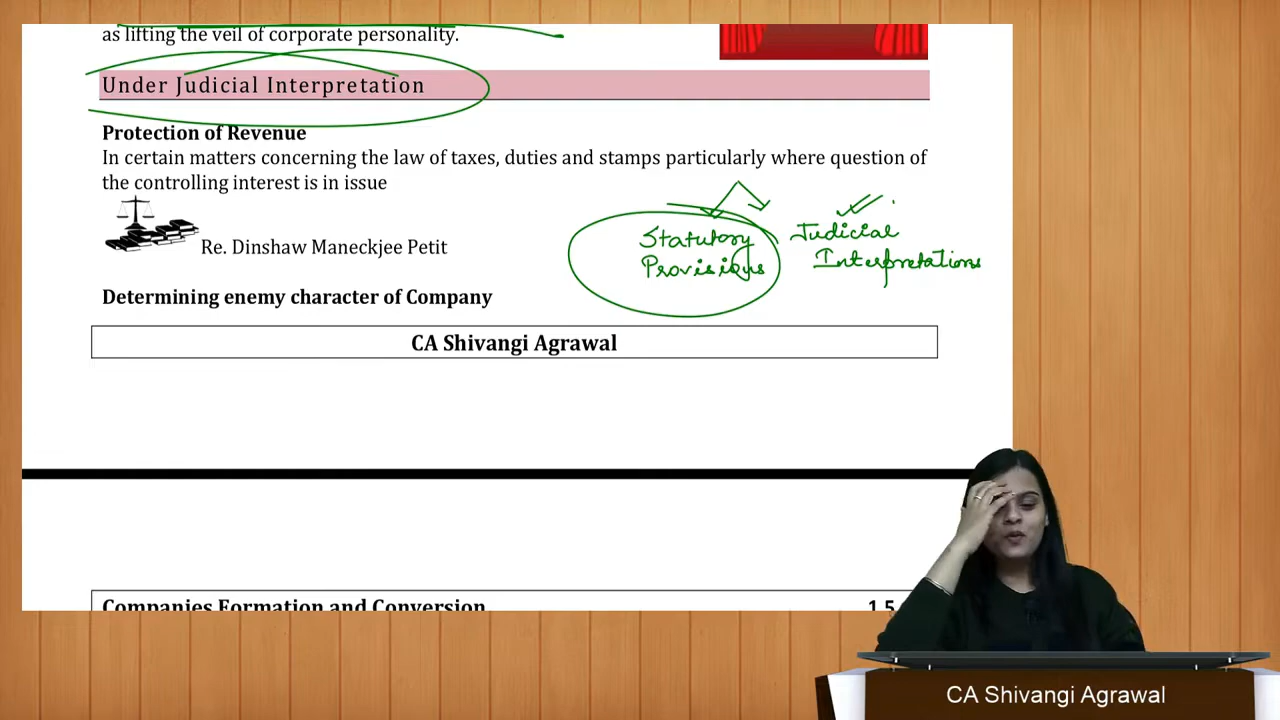 as lifting the veil of corporate personality.
Under Judicial Interpretation
Protection of Revenue
In certain matters concerning the law of taxes, duties and stamps particularly where question of
the controlling interest is in issue
Statutory
Provisions
Judicial
Interpretations
Re. Dinshaw Maneckjee Petit
Determining enemy character of Company
CA Shivangi Agrawal
Companies Formation and Conversion 1.5
CA Shivangi Agrawal